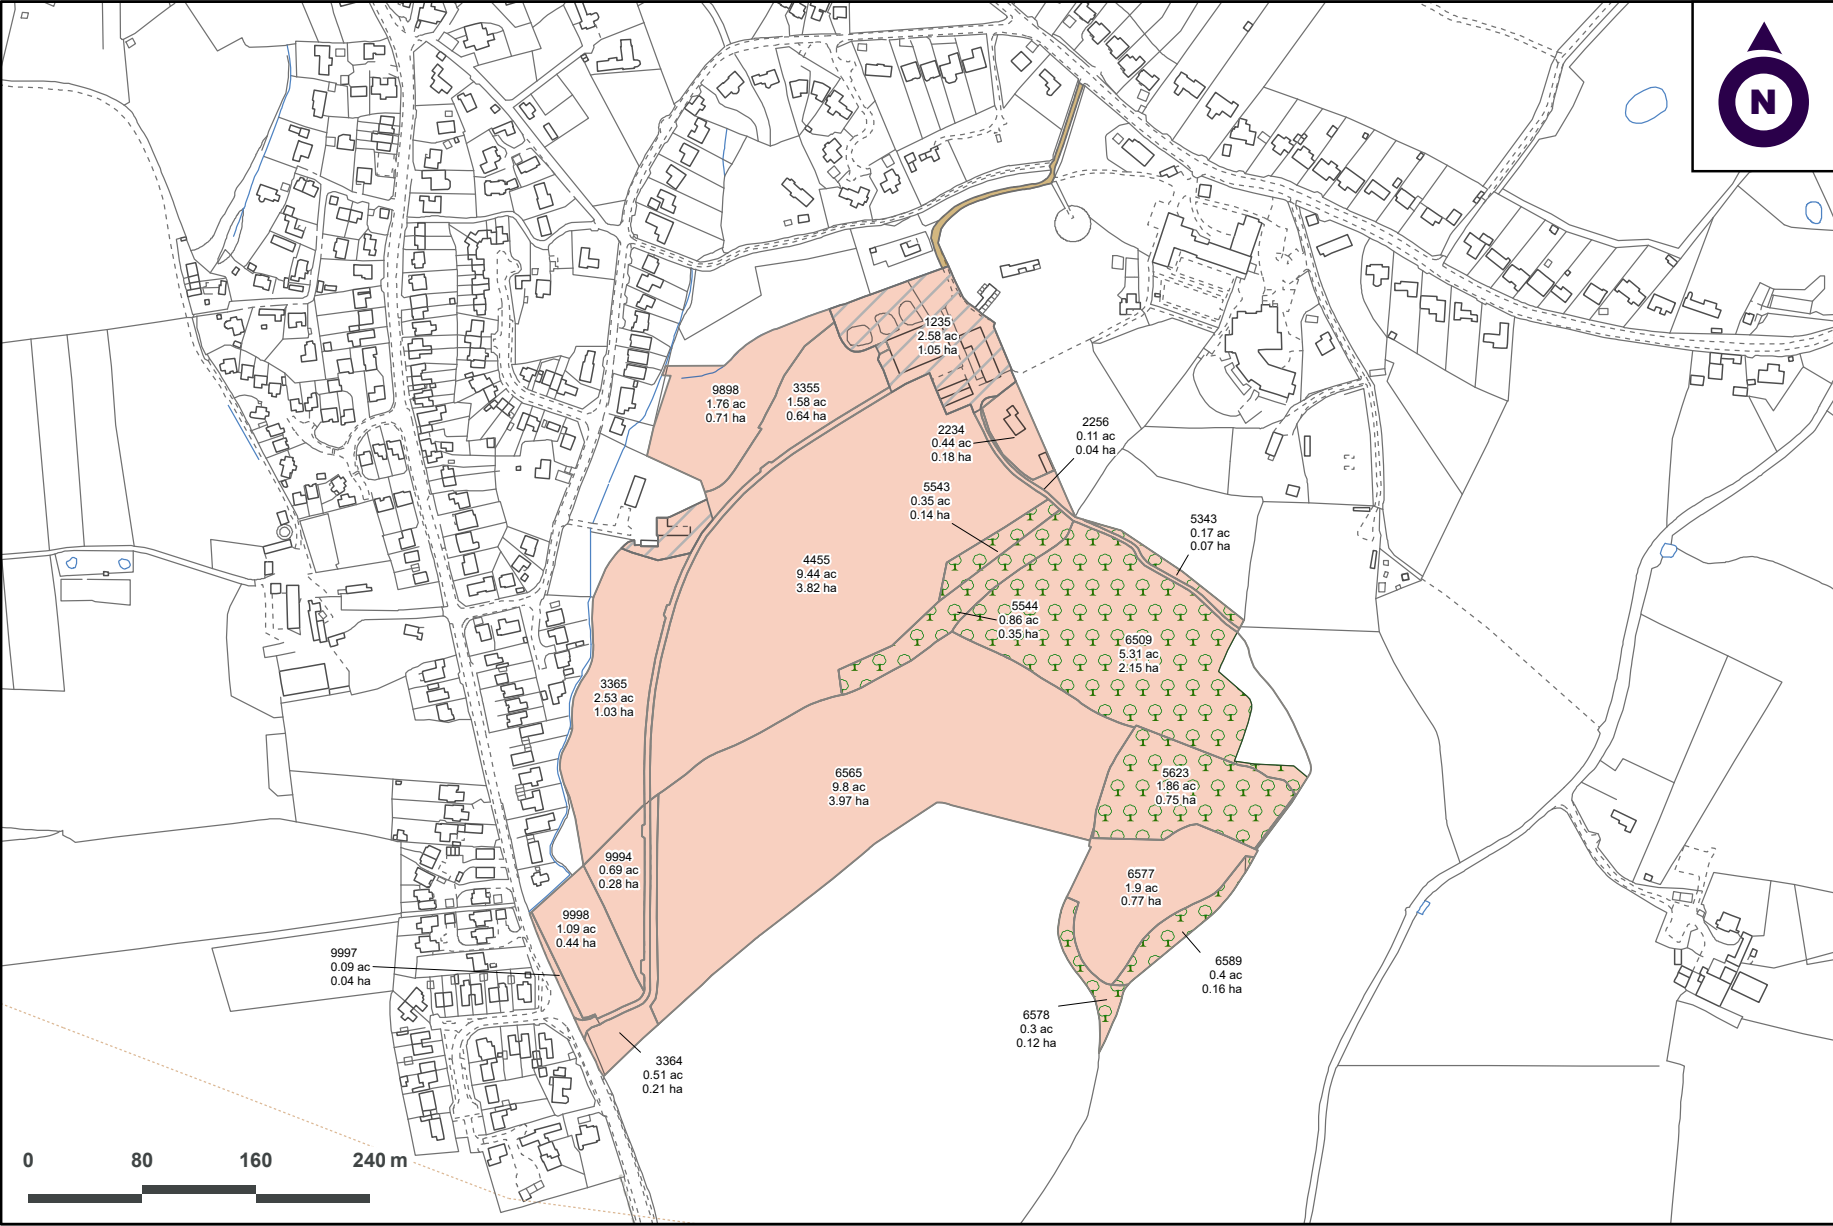 N
1235
2.58 ac
1.05 ha
9898
1.76 ac
0.71 ha
3355
1.58 ac
0.64 ha
2234
0.44 ac
0.18 ha
2256
0.11 ac
0.04 ha
5543
0.35 ac
0.14 ha
5343
0.17 ac
0.07 ha
4455
9.44 ac
3.82 ha
5544
0.86 ac
0.35 ha
6509
5.31 ac
2.15 ha
3365
2.53 ac
1.03 ha
6565
9.8 ac
3.97 ha
5623
1.86 ac
0.75 ha
9994
0.69 ac
0.28 ha
6577
1.9 ac
0.77 ha
9998
1.09 ac
0.44 ha
9997
0.09 ac
0.04 ha
6589
0.4 ac
0.16 ha
6578
0.3 ac
0.12 ha
3364
0.51 ac
0.21 ha
0 80 160 240 m